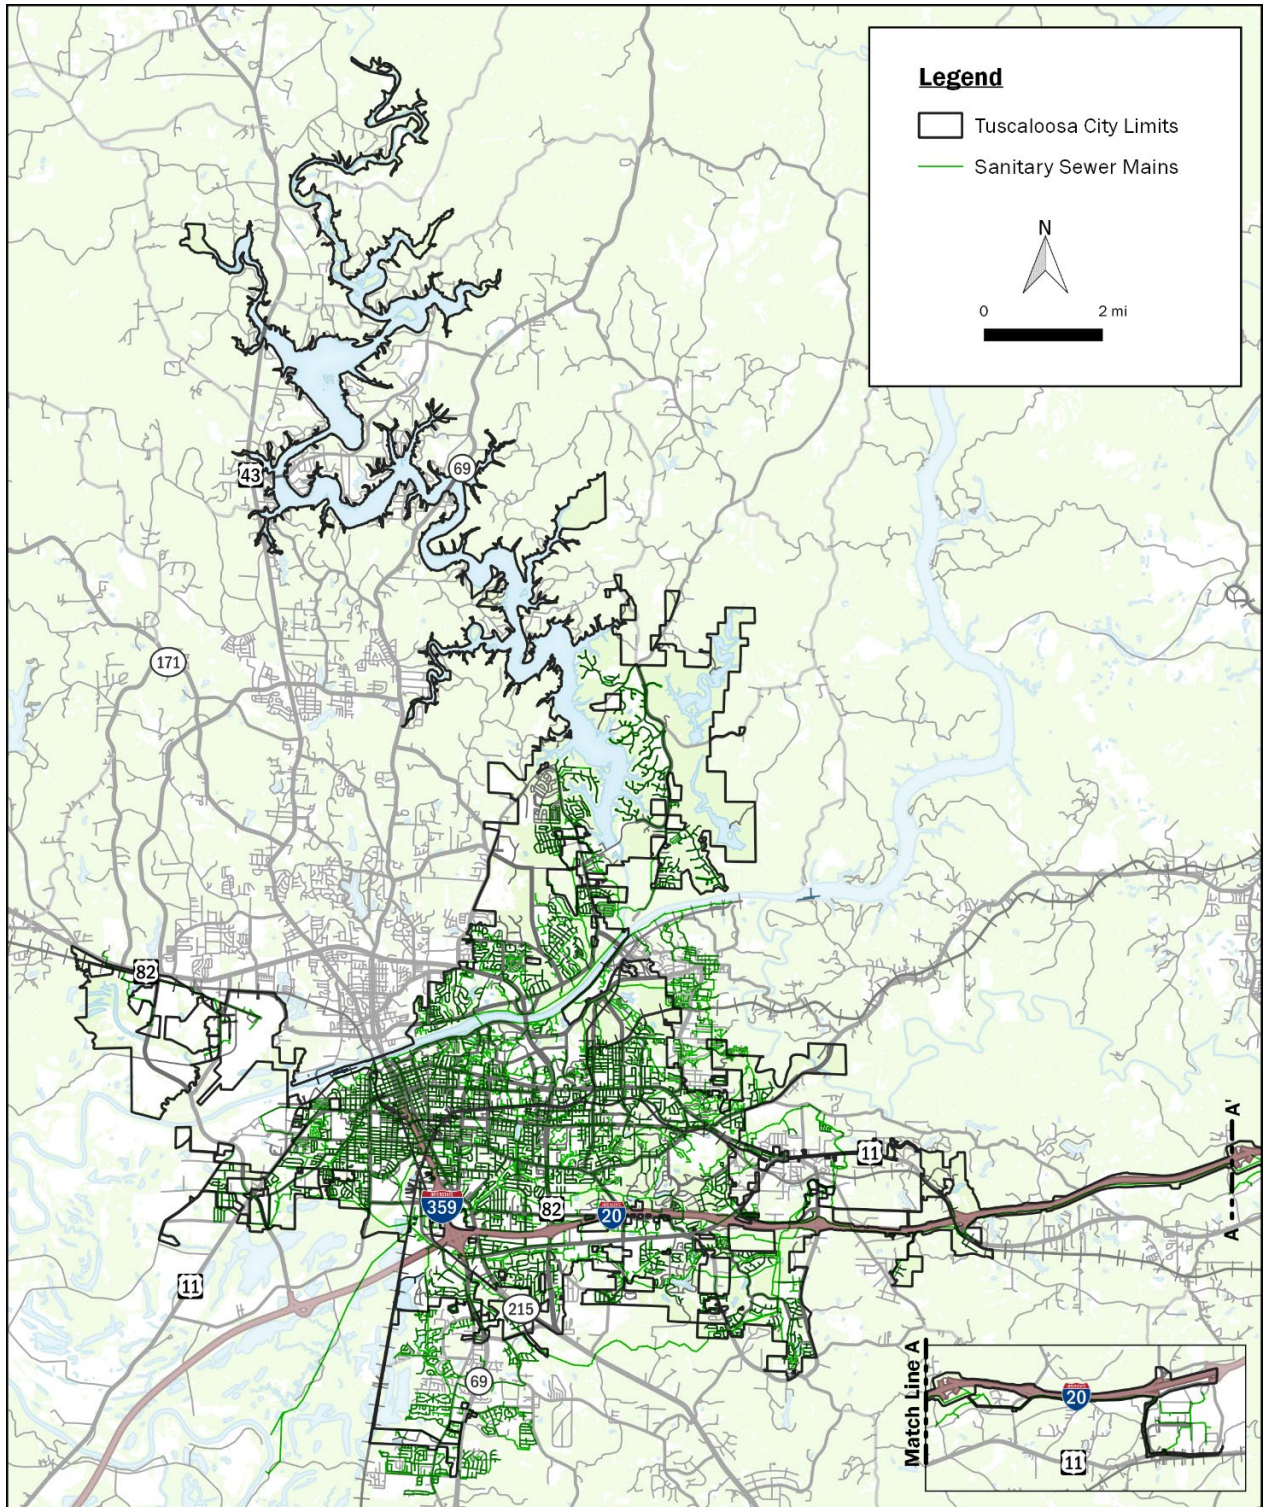 Legend
Tuscaloosa City Limits
Sanitary Sewer Mains
N
0 2 mi
43
69
171
82
11
A A'
359
82
20
11
215
69
Match Line A
20
11